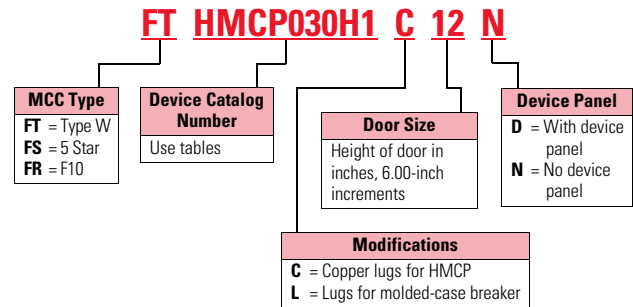 FT HMCP030H1 C 12 N
MCC Type
FT = Type W
FS = 5 Star
FR = F10
Device Catalog
Number
Use tables
Door Size
Height of door in
inches, 6.00-inch
increments
Device Panel
D = With device
panel
N = No device
panel
Modifications
C = Copper lugs for HMCP
L = Lugs for molded-case breaker